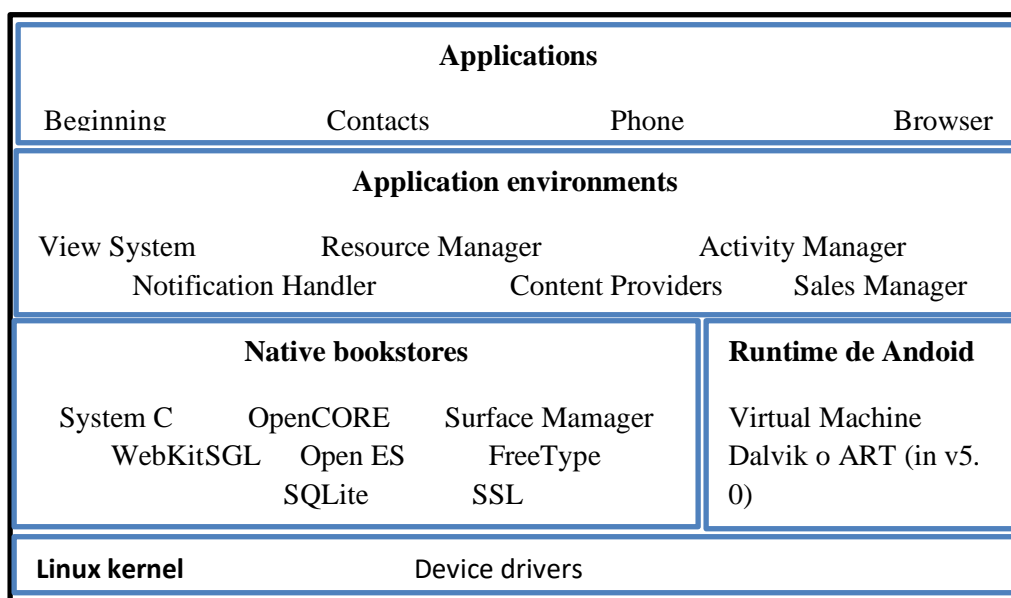 Applications
Beginning Contacts Phone Browser
Application environments
View System Resource Manager Activity Manager
Notification Handler Content Providers Sales Manager
Native bookstores
System C OpenCORE Surface Mamager
WebKitSGL Open ES FreeType
SQLite SSL
Runtime de Andoid
Virtual Machine
Dalvik o ART (in v5.
0)
Linux kernel Device drivers